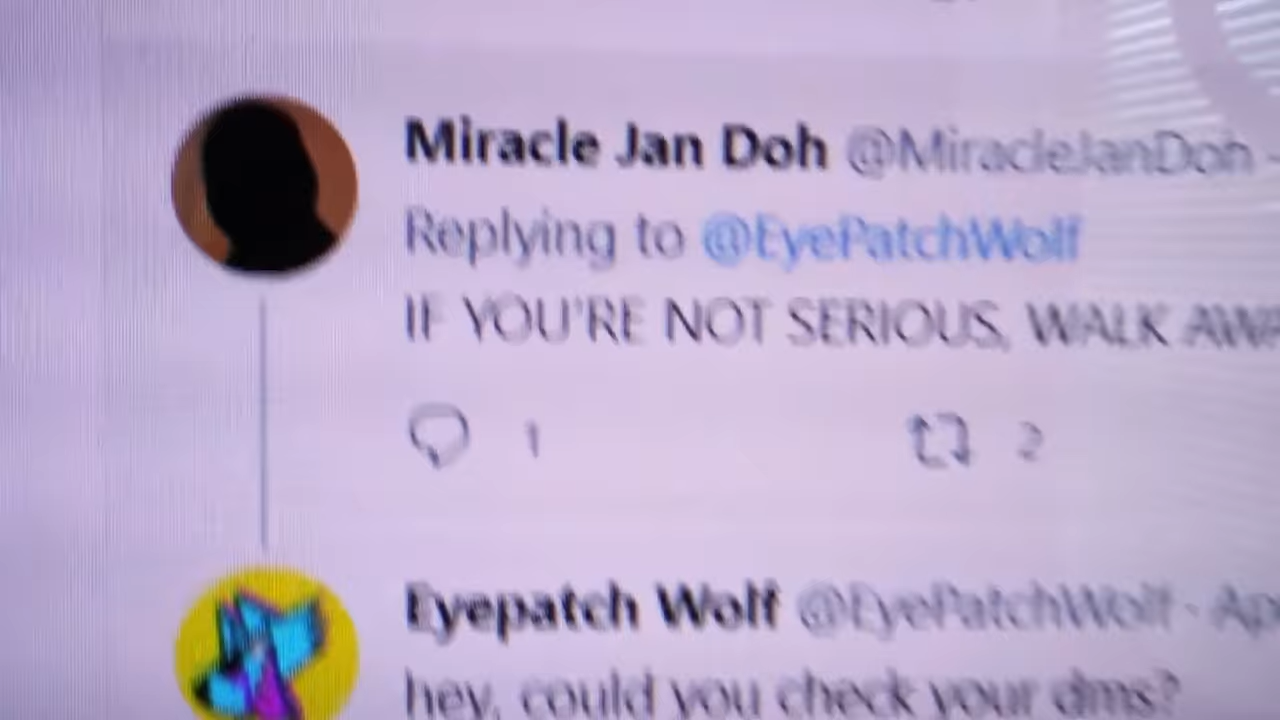 Miracle Jan Doh @MiracleJanDoh ·
Replying to @EyePatchWolf
IF YOU'RE NOT SERIOUS, WALK
1 2
Eyepatch Wolf @EyePatchWolf ·
hey, could you check your dms?